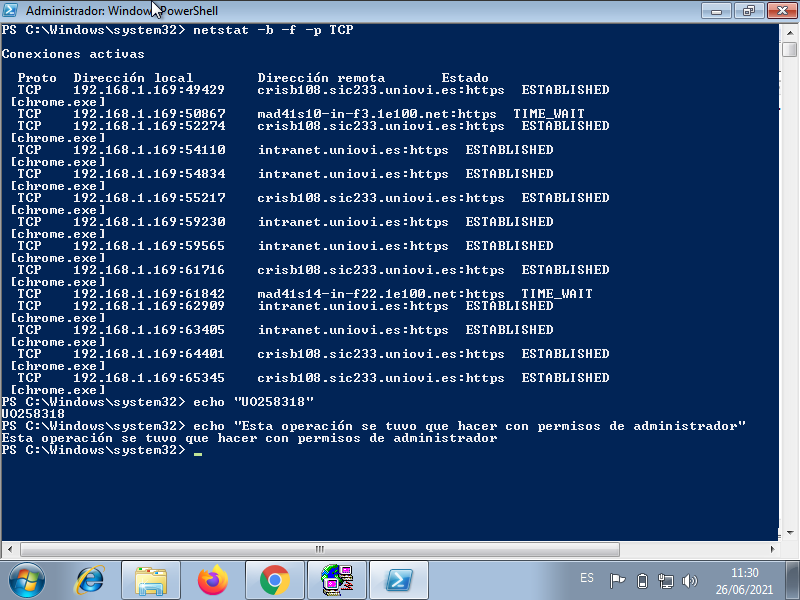 Administrador: Windows PowerShell
PS C:\Windows\system32> netstat -b -f -p TCP
Conexiones activas
Proto Dirección local Dirección remota Estado
TCP 192.168.1.169:49429 crisb108.sic233.uniovi.es:https ESTABLISHED
[chrome.exe]
TCP 192.168.1.169:50867 mad41s10-in-f3.1e100.net:https TIME_WAIT
TCP 192.168.1.169:52274 crisb108.sic233.uniovi.es:https ESTABLISHED
[chrome.exe]
TCP 192.168.1.169:54110 intranet.uniovi.es:https ESTABLISHED
[chrome.exe]
TCP 192.168.1.169:54834 intranet.uniovi.es:https ESTABLISHED
[chrome.exe]
TCP 192.168.1.169:55217 crisb108.sic233.uniovi.es:https ESTABLISHED
[chrome.exe]
TCP 192.168.1.169:59230 intranet.uniovi.es:https ESTABLISHED
[chrome.exe]
TCP 192.168.1.169:59565 intranet.uniovi.es:https ESTABLISHED
[chrome.exe]
TCP 192.168.1.169:61716 crisb108.sic233.uniovi.es:https ESTABLISHED
[chrome.exe]
TCP 192.168.1.169:61842 mad41s14-in-f22.1e100.net:https TIME_WAIT
TCP 192.168.1.169:62909 intranet.uniovi.es:https ESTABLISHED
[chrome.exe]
TCP 192.168.1.169:63405 intranet.uniovi.es:https ESTABLISHED
[chrome.exe]
TCP 192.168.1.169:64401 crisb108.sic233.uniovi.es:https ESTABLISHED
[chrome.exe]
TCP 192.168.1.169:65345 crisb108.sic233.uniovi.es:https ESTABLISHED
[chrome.exe]
PS C:\Windows\system32> echo "UO258318"
UO258318
PS C:\Windows\system32> echo "Esta operación se tuvo que hacer con permisos de administrador"
Esta operación se tuvo que hacer con permisos de administrador
PS C:\Windows\system32> _
ES
11:30
26/06/2021